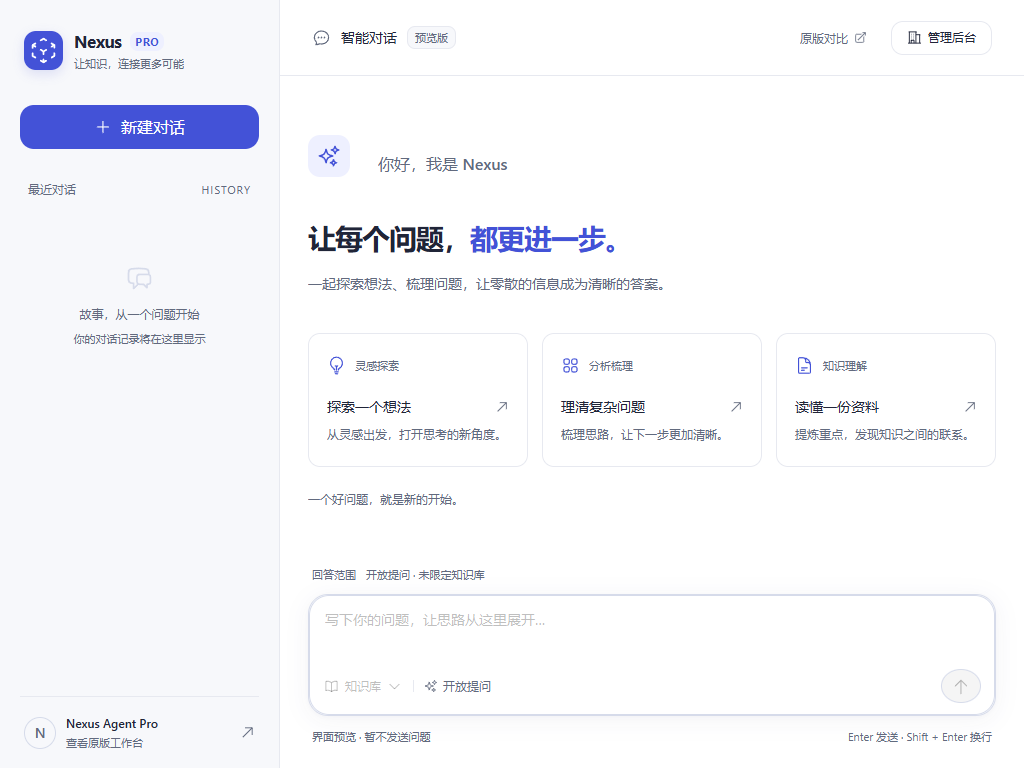 Nexus PRO
让知识，连接更多可能
新建对话
最近对话 HISTORY
故事，从一个问题开始
你的对话记录将在这里显示
N
Nexus Agent Pro
查看原版工作台
智能对话 预览版
原版对比
管理后台
你好，我是 Nexus
让每个问题，都更进一步。
一起探索想法、梳理问题，让零散的信息成为清晰的答案。
灵感探索
探索一个想法
从灵感出发，打开思考的新角度。
分析梳理
理清复杂问题
梳理思路，让下一步更加清晰。
知识理解
读懂一份资料
提炼重点，发现知识之间的联系。
一个好问题，就是新的开始。
回答范围 开放提问 · 未限定知识库
写下你的问题，让思路从这里展开...
知识库 开放提问
界面预览 · 暂不发送问题
Enter 发送 · Shift + Enter 换行